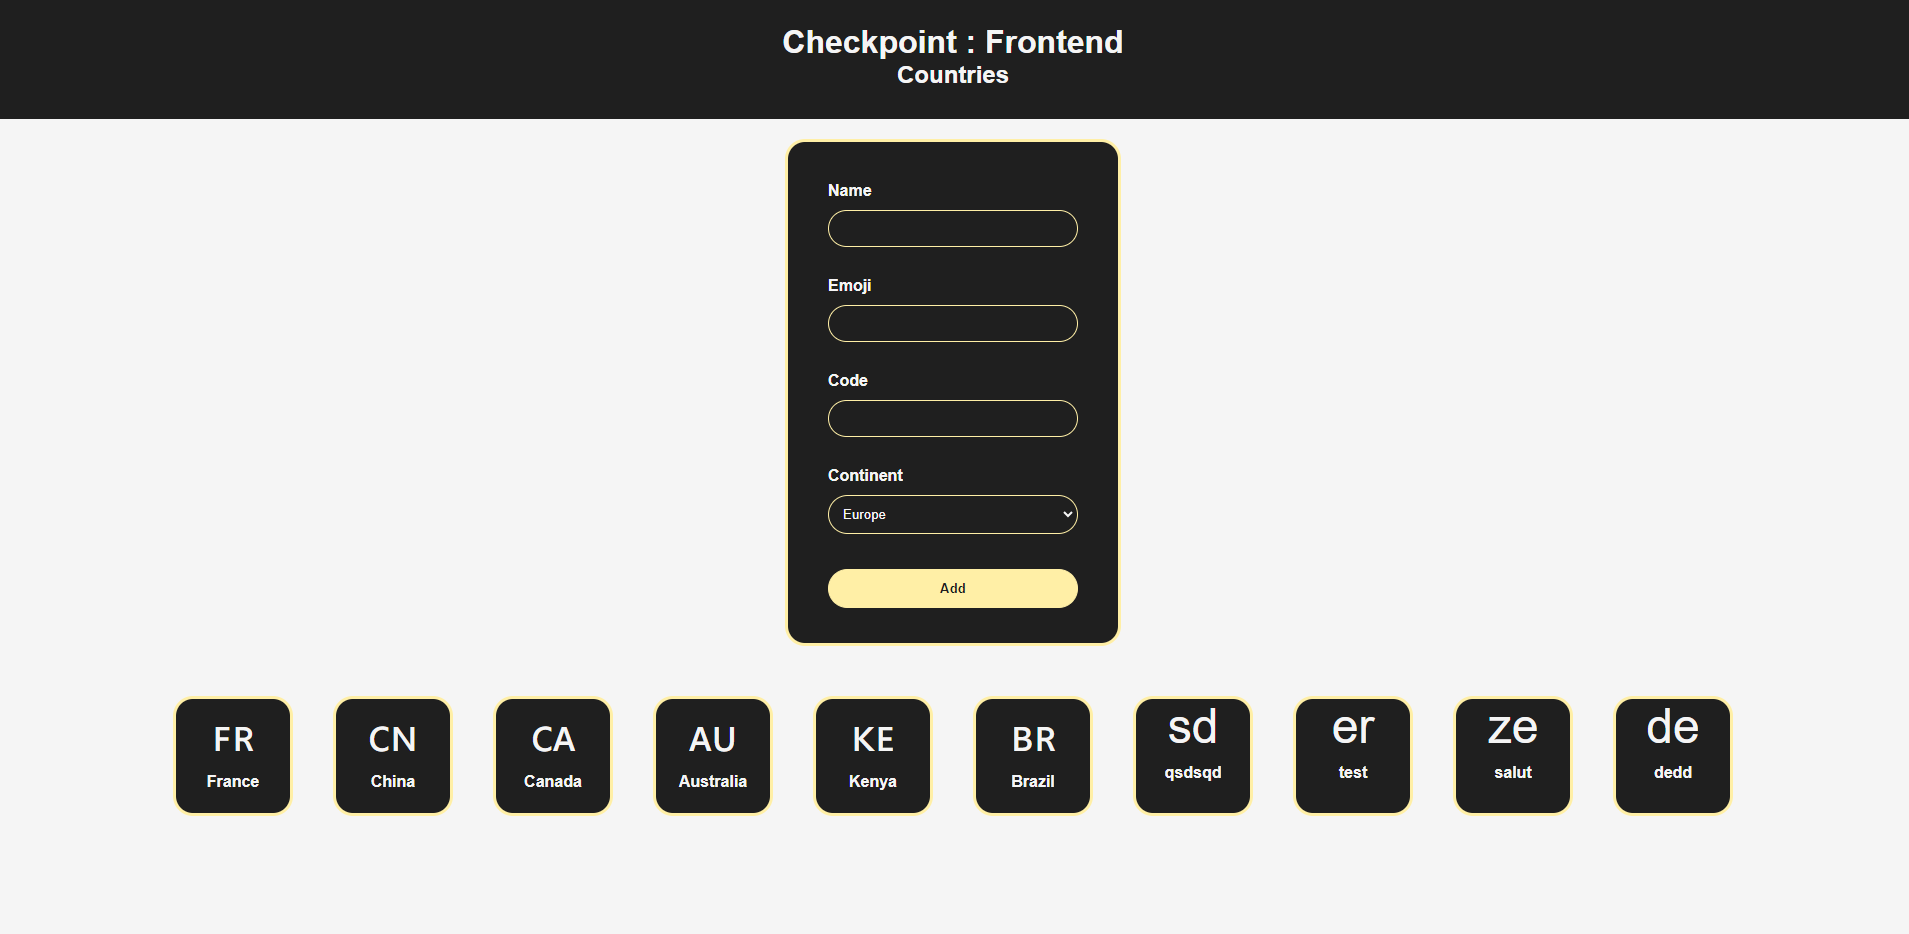 Checkpoint : Frontend
Countries
Name
Emoji
Code
Continent
Europe
Add
FR
France
CN
China
CA
Canada
AU
Australia
KE
Kenya
BR
Brazil
sd
qsdsqd
er
test
ze
salut
de
dedd